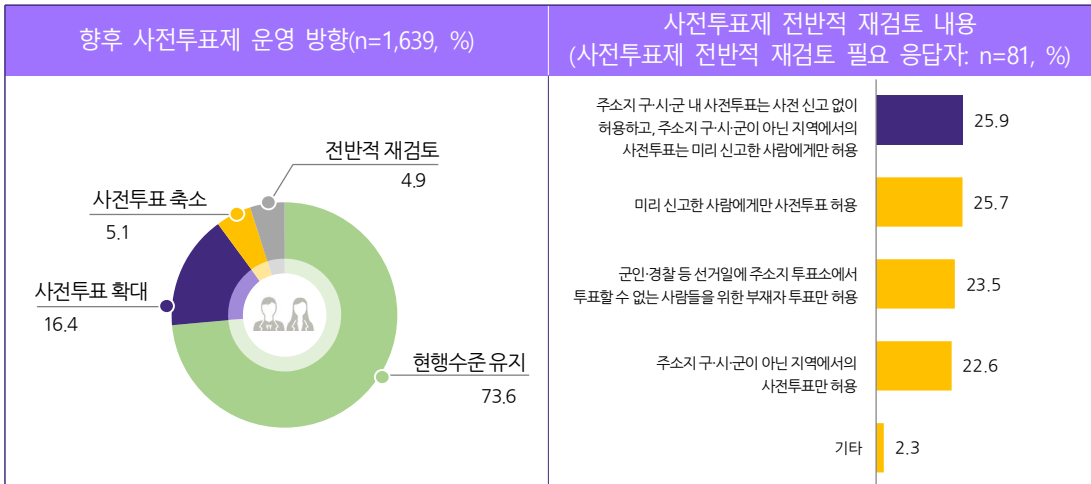 향후 사전투표제 운영 방향(n=1,639, %)
전반적 재검토
4.9
사전투표 축소
5.1
사전투표 확대
16.4
현행수준 유지
73.6
사전투표제 전반적 재검토 내용
(사전투표제 전반적 재검토 필요 응답자: n=81, %)
주소지 구·시·군 내 사전투표는 사전 신고 없이
허용하고, 주소지 구·시·군이 아닌 지역에서의
사전투표는 미리 신고한 사람에게만 허용
25.9
미리 신고한 사람에게만 사전투표 허용
25.7
군인·경찰 등 선거일에 주소지 투표소에서
투표할 수 없는 사람들을 위한 부재자 투표만 허용
23.5
주소지 구·시·군이 아닌 지역에서의
사전투표만 허용
22.6
기타
2.3